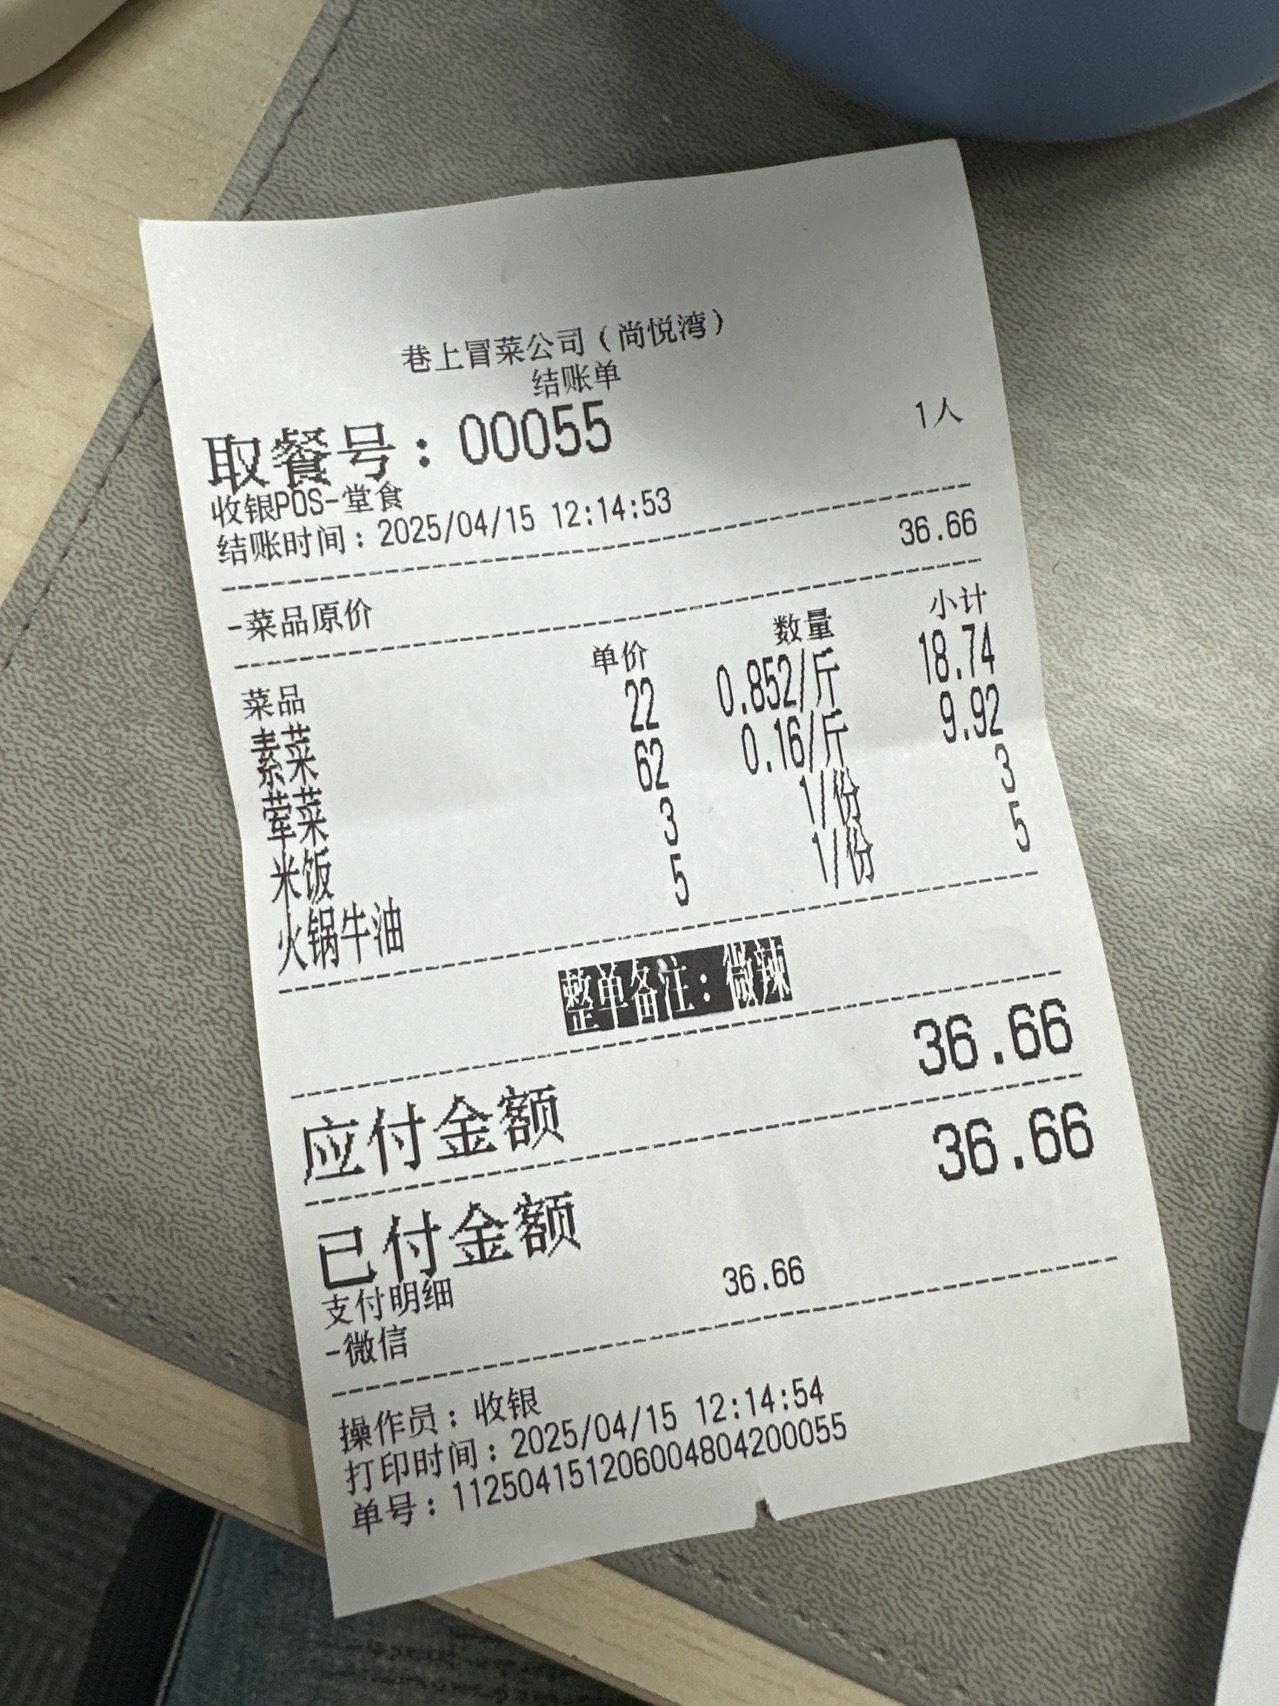 巷上冒菜公司（尚悦湾）
结账单
取餐号：00055 1人
收银POS-堂食
结账时间：2025/04/15 12:14:53
-菜品原价 36.66
菜品 单价 数量 小计
素菜 22 0.852/斤 18.74
荤菜 62 0.16/斤 9.92
米饭 3 1/份 3
火锅牛油 5 1/份 5
整单备注：微辣
应付金额 36.66
已付金额 36.66
支付明细
-微信 36.66
操作员：收银
打印时间：2025/04/15 12:14:54
单号：11250415120600480420​0055